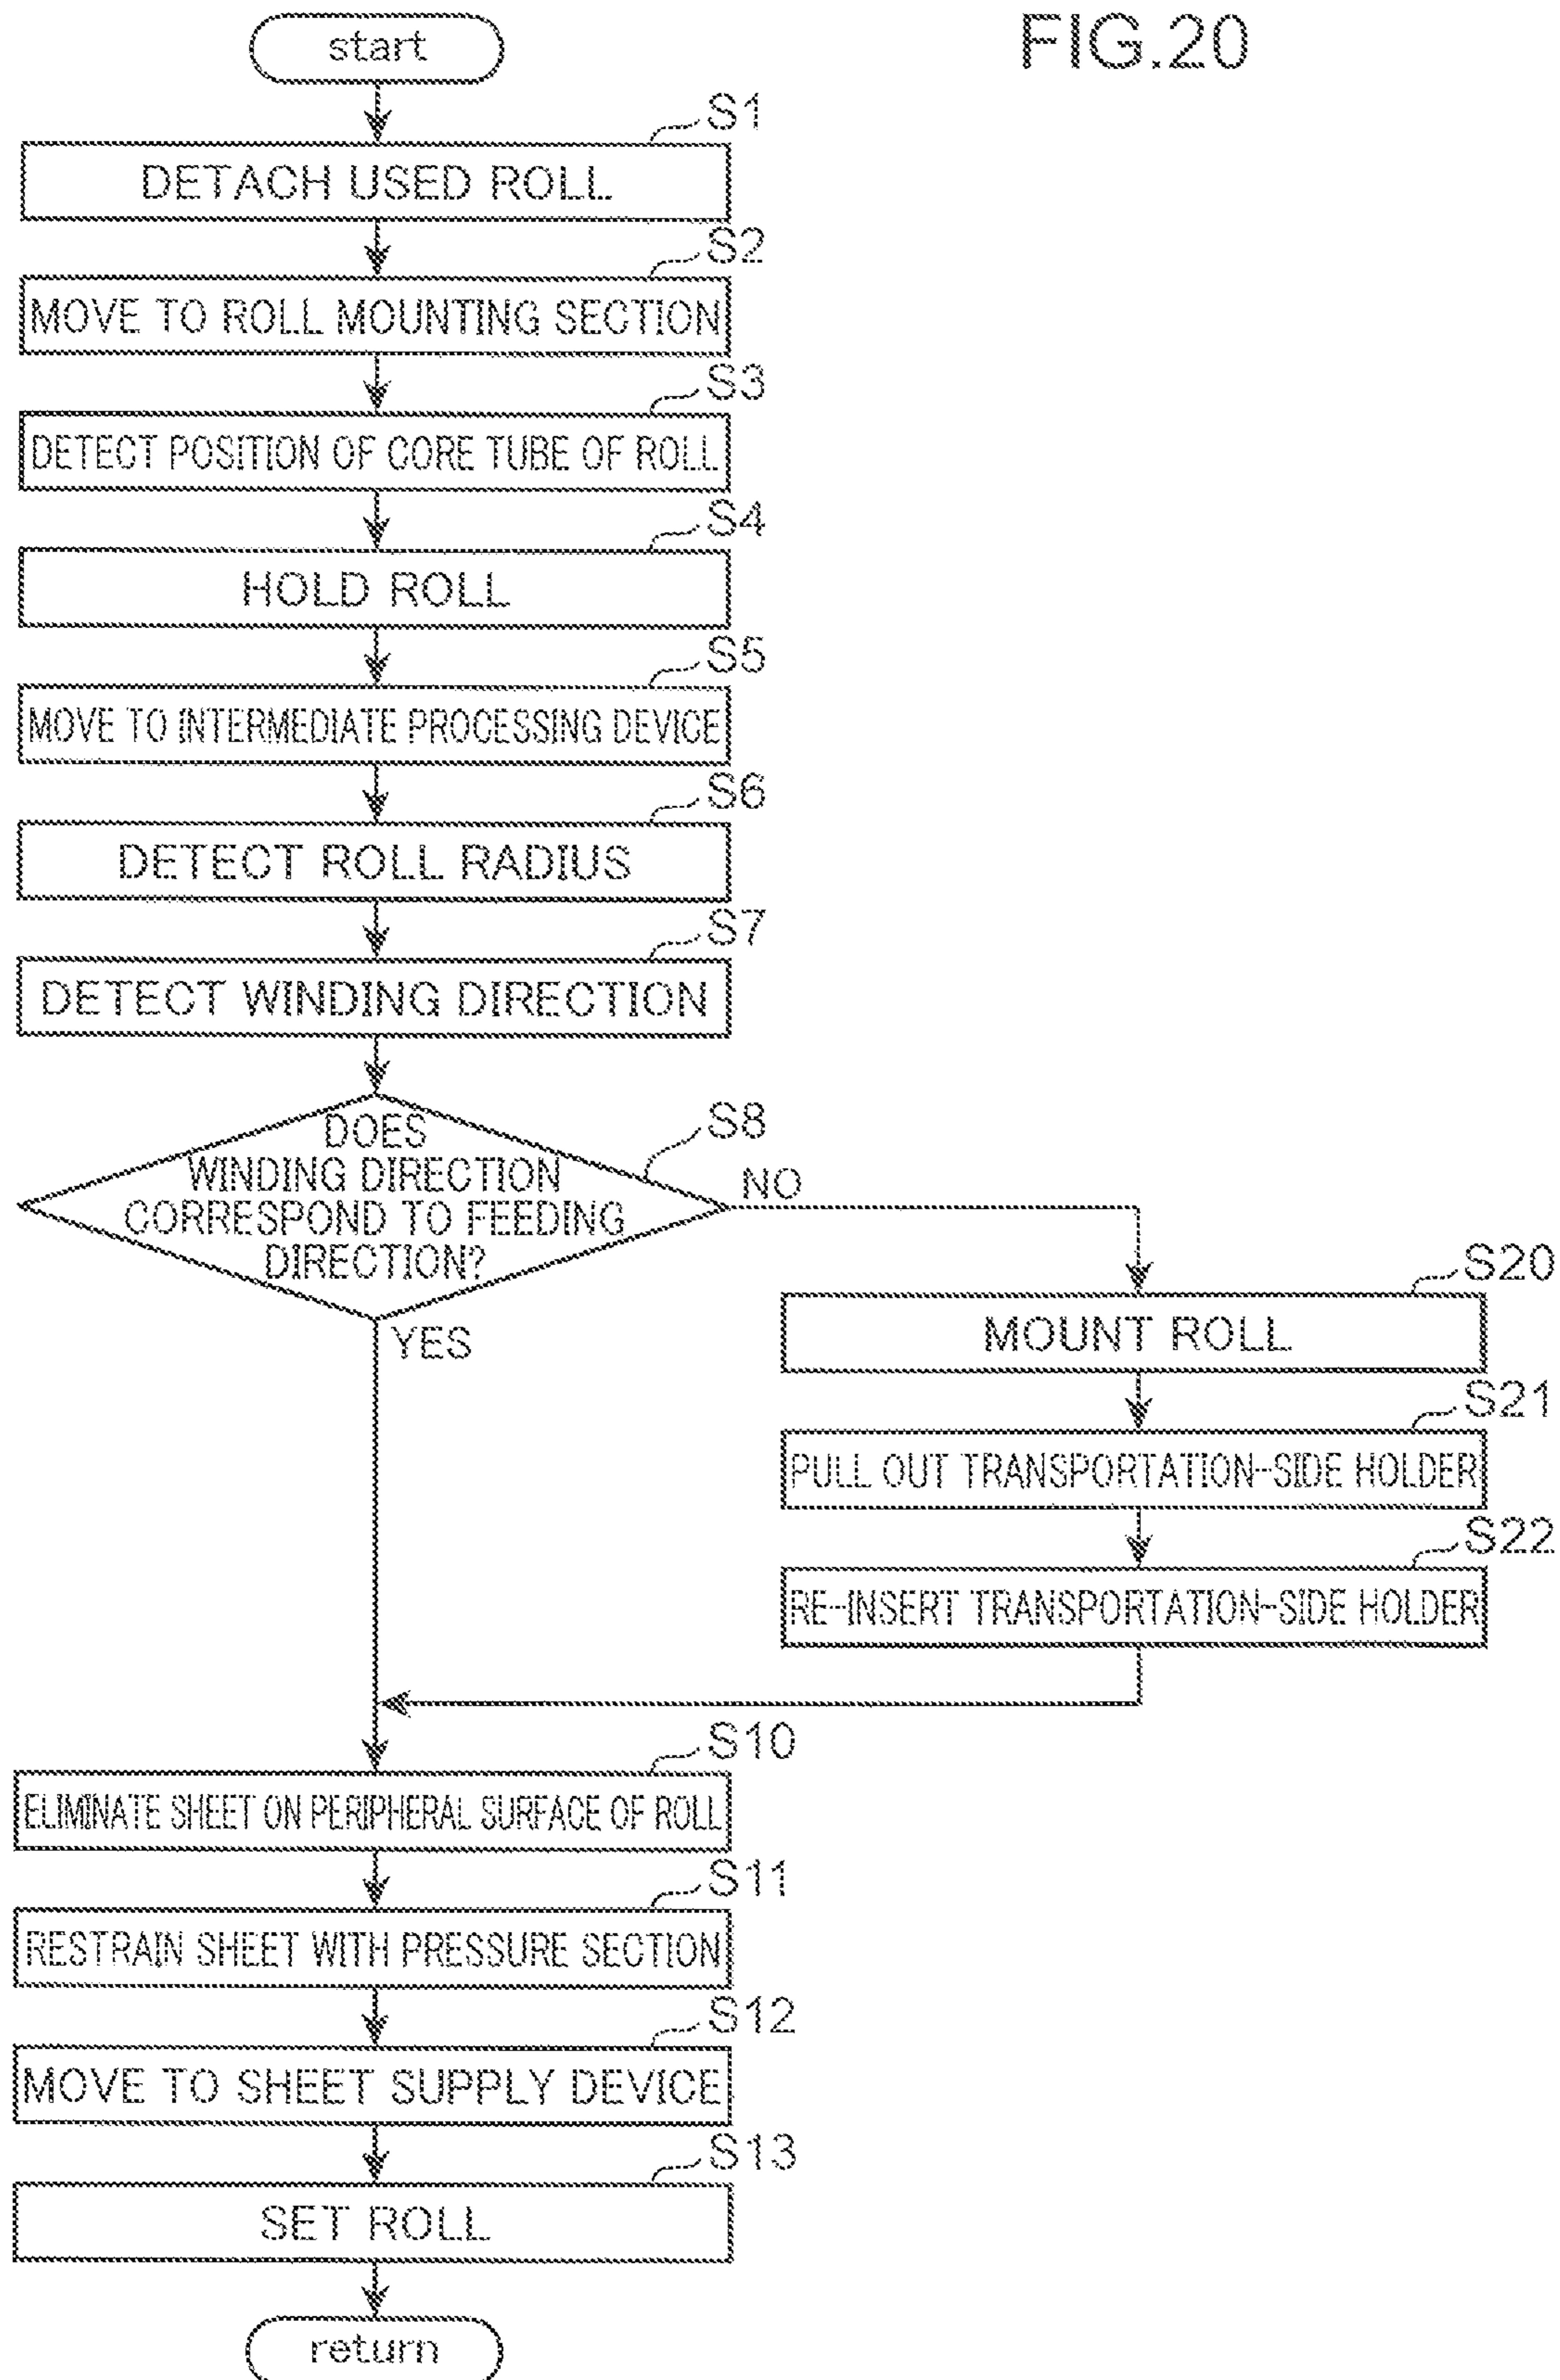 FIG.20
start
S1
DETACH USED ROLL
S2
MOVE TO ROLL MOUNTING SECTION
S3
DETECT POSITION OF CORE TUBE OF ROLL
S4
HOLD ROLL
S5
MOVE TO INTERMEDIATE PROCESSING DEVICE
S6
DETECT ROLL RADIUS
S7
DETECT WINDING DIRECTION
S8
DOES
WINDING DIRECTION
CORRESPOND TO FEEDING
DIRECTION?
NO
YES
S20
MOUNT ROLL
S21
PULL OUT TRANSPORTATION-SIDE HOLDER
S22
RE-INSERT TRANSPORTATION-SIDE HOLDER
S10
ELIMINATE SHEET ON PERIPHERAL SURFACE OF ROLL
S11
RESTRAIN SHEET WITH PRESSURE SECTION
S12
MOVE TO SHEET SUPPLY DEVICE
S13
SET ROLL
return